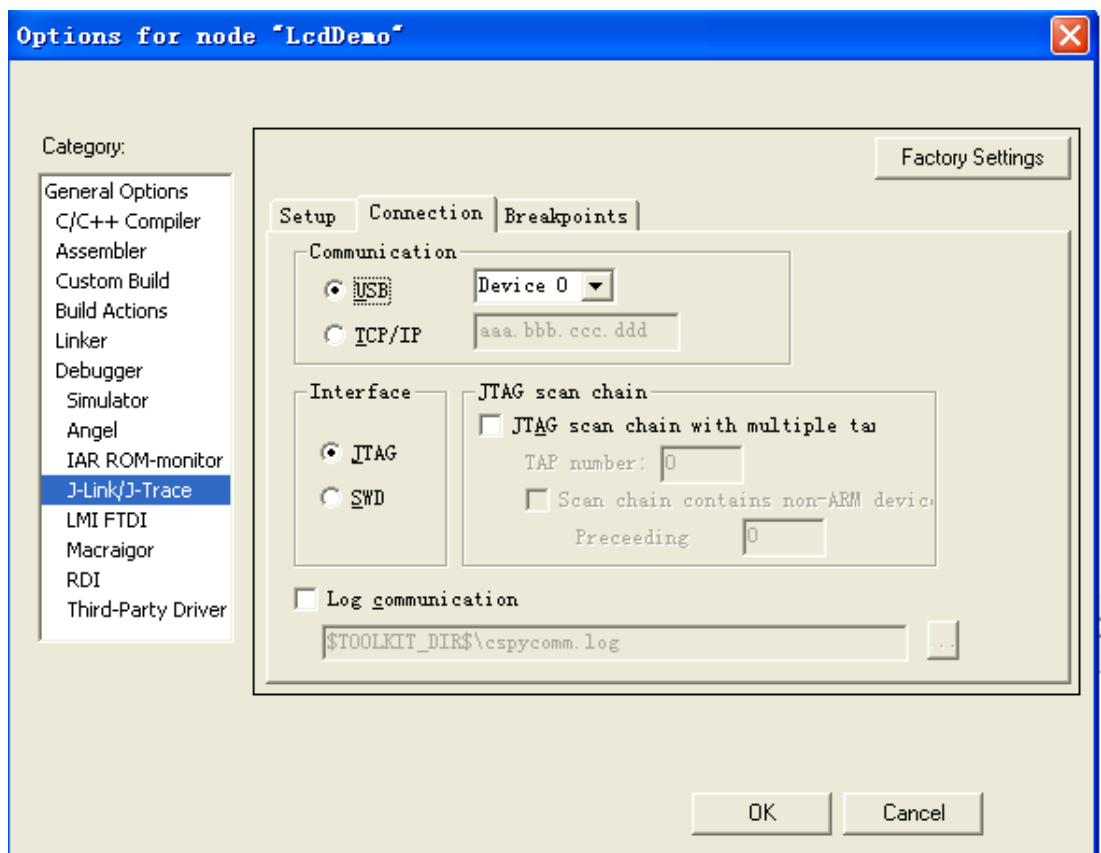 Options for node "LcdDemo"
Category:
Factory Settings
General Options
C/C++ Compiler
Assembler
Custom Build
Build Actions
Linker
Debugger
Simulator
Angel
IAR ROM-monitor
J-Link/J-Trace
LMI FTDI
Macraigor
RDI
Third-Party Driver
Setup Connection Breakpoints
Communication
USB Device 0
TCP/IP aaa.bbb.ccc.ddd
Interface
JTAG
SWD
JTAG scan chain
JTAG scan chain with multiple ta
TAP number: 0
Scan chain contains non-ARM device
Preceeding 0
Log communication
$TOOLKIT_DIR$\cspycomm.log
...
OK Cancel